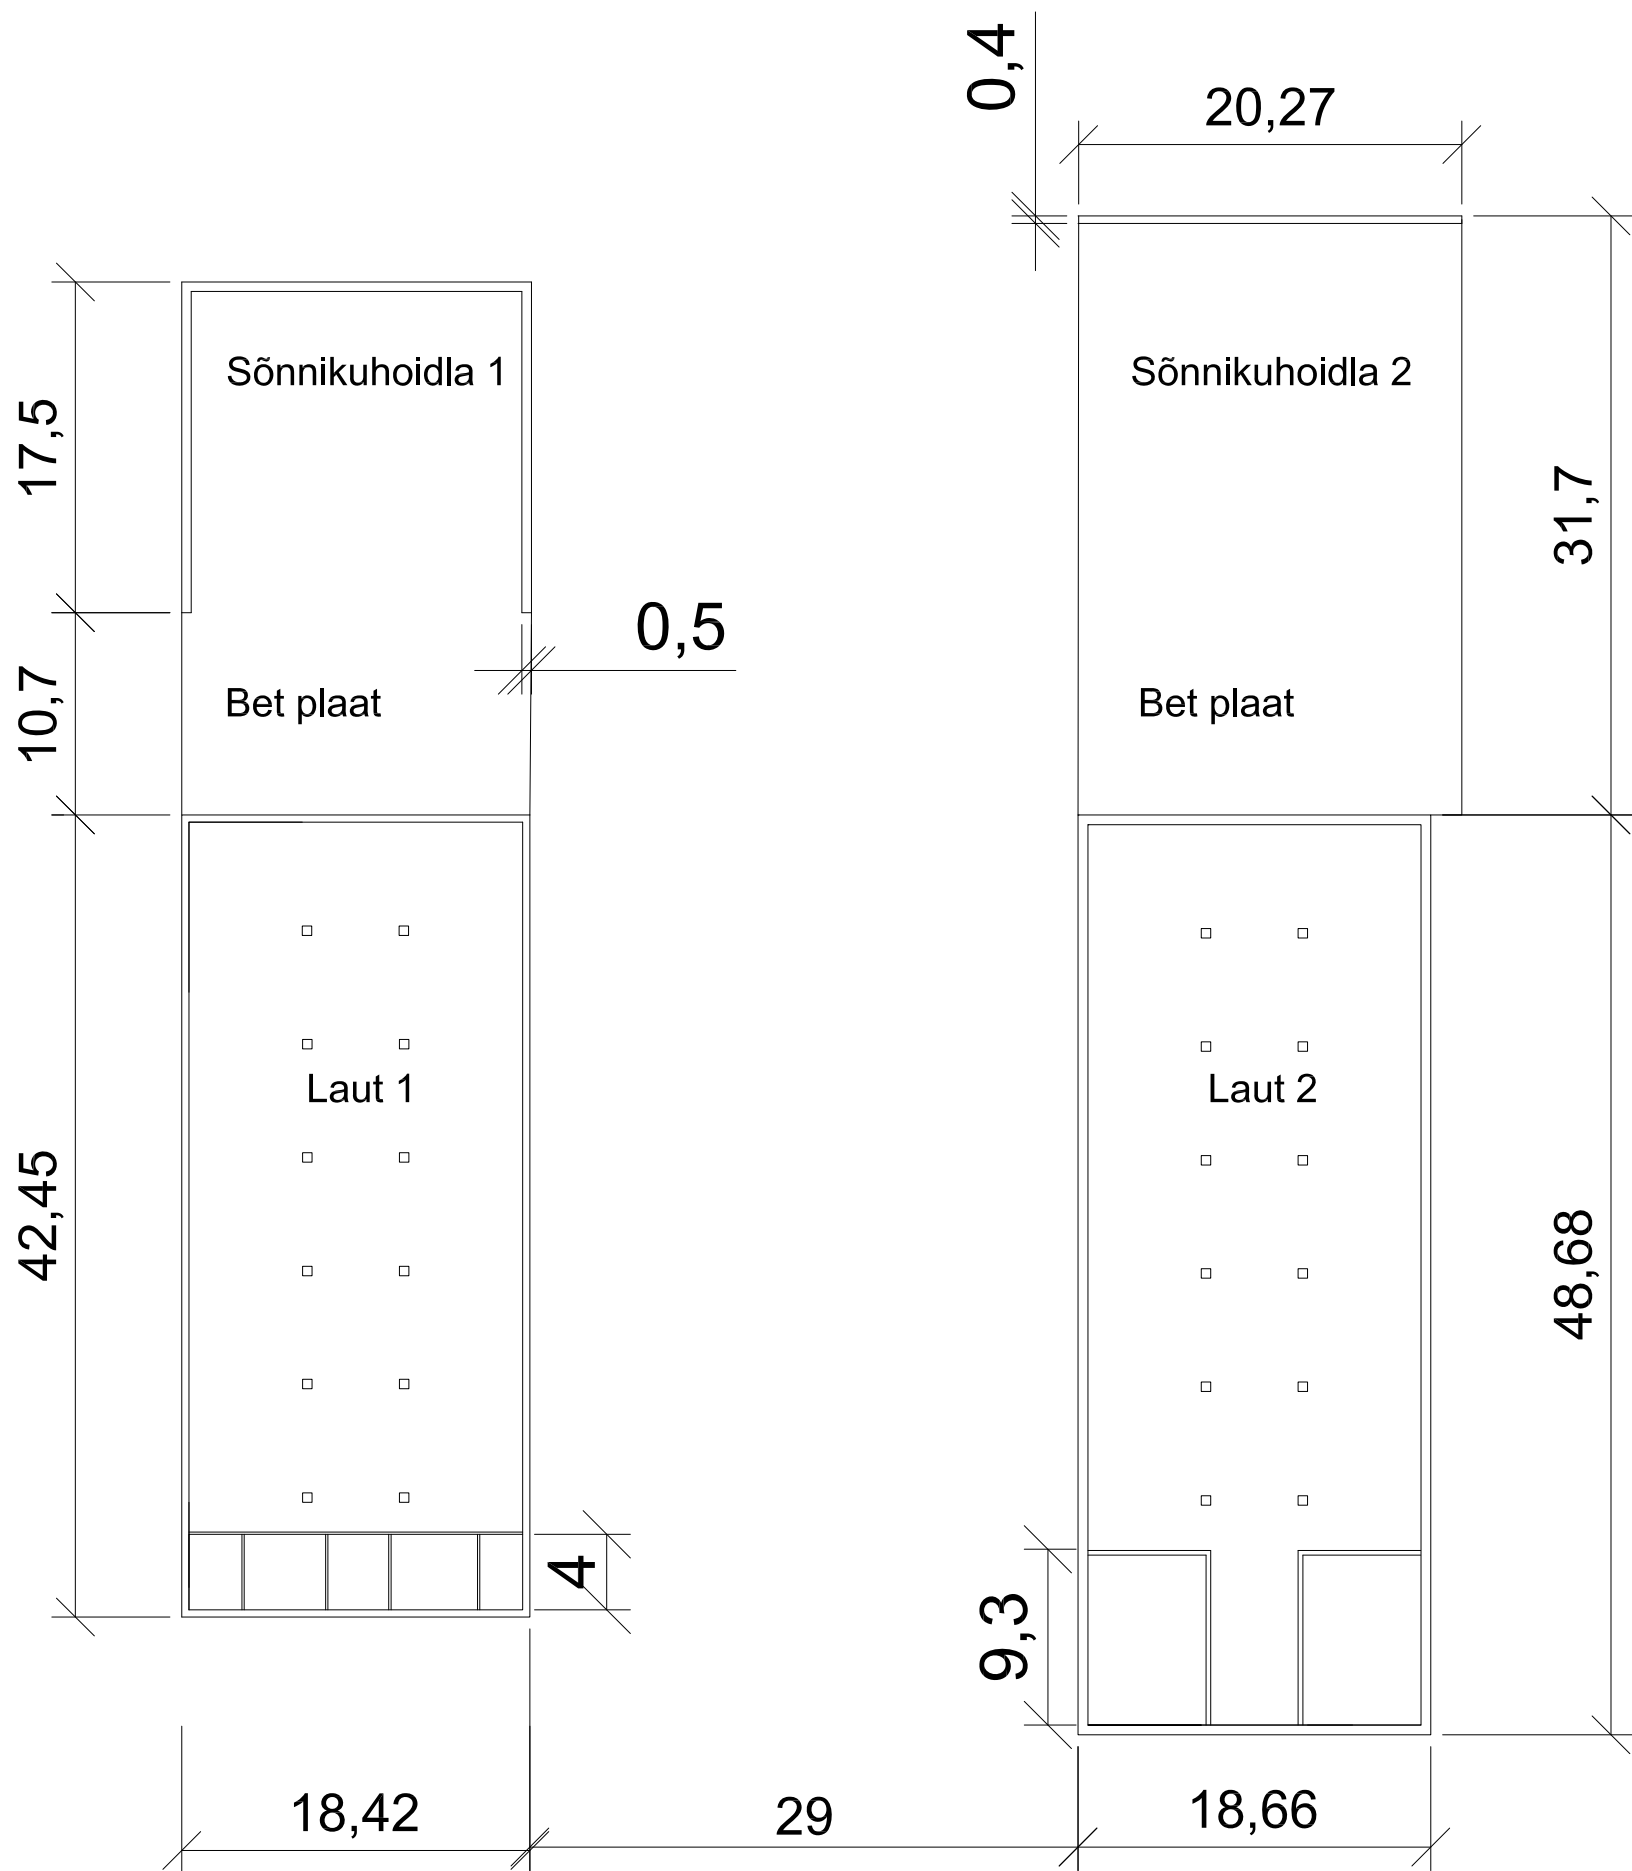 0,4
20,27
17,5
Sõnnikuhoidla 1
Sõnnikuhoidla 2
31,7
0,5
10,7
Bet plaat
Bet plaat
Laut 1
Laut 2
42,45
48,68
4
9,3
18,42
29
18,66